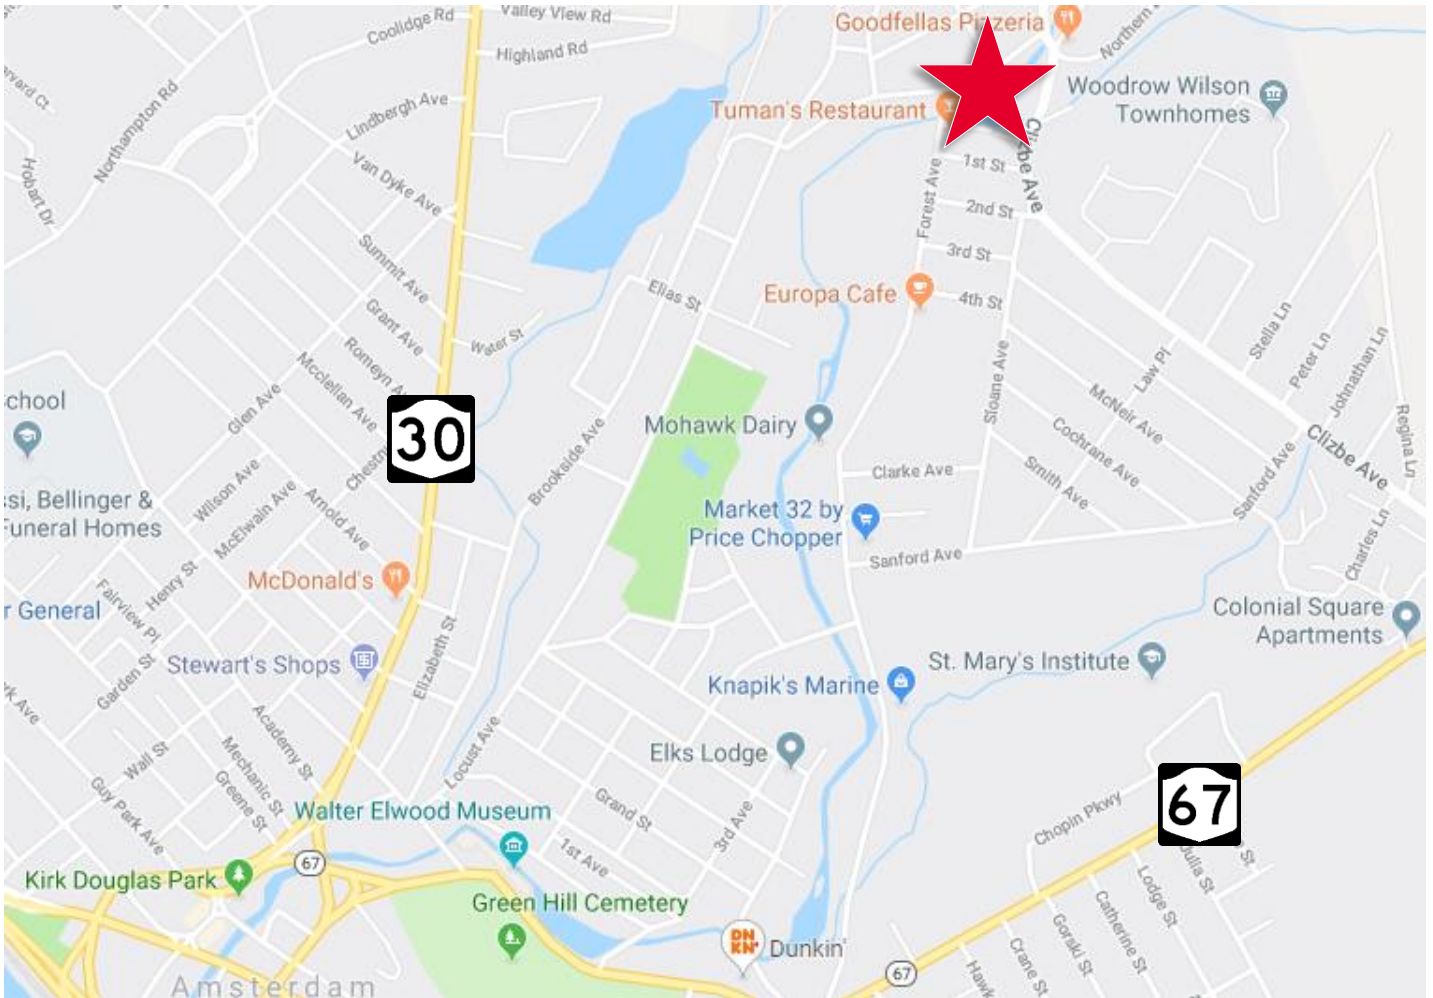 Coolidge Rd
Valley View Rd
Goodfellas Pizzeria
Highland Rd
Northern
Woodrow Wilson
Townhomes
Tuman's Restaurant
Lindbergh Ave
Northampton Rd
Van Dyke Ave
Hobart Dr
Clizbe Ave
1st St
Forest Ave
2nd St
3rd St
Summit Ave
Elias St
Europa Cafe
4th St
Grant Ave
Water St
Stella Ln
Peter Ln
Johnathan Ln
Romeyn A
Mcclellan Ave
Glen Ave
Law Pl
Sloane Ave
McNeir Ave
Regina Ln
chool
30
Mohawk Dairy
Cochrane Ave
Clizbe Ave
Chestn
Brookside Ave
Clarke Ave
Smith Ave
Sanford Ave
Wilson Ave
McElwain Ave
Arnold Ave
ssi, Bellinger &
Funeral Homes
Market 32 by
Price Chopper
Sanford Ave
Charles Ln
McDonald's
Henry St
Fairview Pl
r General
Colonial Square
Apartments
Elizabeth St
Stewart's Shops
St. Mary's Institute
Garden St
Knapik's Marine
rk Ave
Academy St
Locust Ave
Elks Lodge
Wall St
Mechanic St
Greene St
Guy Park Ave
67
Walter Elwood Museum
Grand St
3rd Ave
Chopin Pkwy
1st Ave
67
Julia St
St
Kirk Douglas Park
Green Hill Cemetery
Lodge St
Catherine St
Gorski St
Crane St
Hawk
DN
KN'
Dunkin'
67
Amsterdam